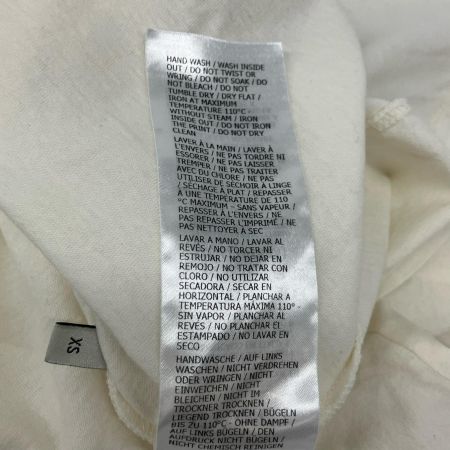 HAND WASH / WASH INSIDE
OUT / DO NOT TWIST OR
WRING / DO NOT SOAK / DO
NOT BLEACH / DO NOT
TUMBLE DRY / DRY FLAT /
IRON AT MAXIMUM
TEMPERATURE 110°C -
WITHOUT STEAM / IRON
INSIDE OUT / DO NOT IRON
THE PRINT / DO NOT DRY
CLEAN
LAVER À LA MAIN / LAVER À
L'ENVERS / NE PAS TORDRE NI
ESSORER / NE PAS LAISSER
TREMPER / NE PAS TRAITER
AVEC DU CHLORE / NE PAS
UTILISER DE SÉCHOIR À LINGE
/ SÉCHAGE À PLAT / REPASSER
À UNE TEMPÉRATURE DE 110
°C MAXIMUM – SANS VAPEUR /
REPASSER À L'ENVERS / NE
PAS REPASSER L'IMPRIMÉ / NE
PAS NETTOYER À SEC
LAVAR A MANO / LAVAR AL
REVÉS / NO TORCER NI
ESTRUJAR / NO DEJAR EN
REMOJO / NO TRATAR CON
CLORO / NO UTILIZAR
SECADORA / SECAR EN
HORIZONTAL / PLANCHAR A
TEMPERATURA MÁXIMA 110°
SIN VAPOR / PLANCHAR AL
REVÉS / NO PLANCHAR EL
ESTAMPADO / NO LAVAR EN
SECO
HANDWÄSCHE / AUF LINKS
WASCHEN / NICHT VERDREHEN
ODER WRINGEN / NICHT
EINWEICHEN / NICHT
BLEICHEN / NICHT IM
TROCKNER TROCKNEN /
LIEGEND TROCKNEN / BÜGELN
BIS ZU 110°C - OHNE DAMPF /
AUF LINKS BÜGELN / DEN
AUFDRUCK NICHT BÜGELN /
NICHT CHEMISCH REINIGEN
XS